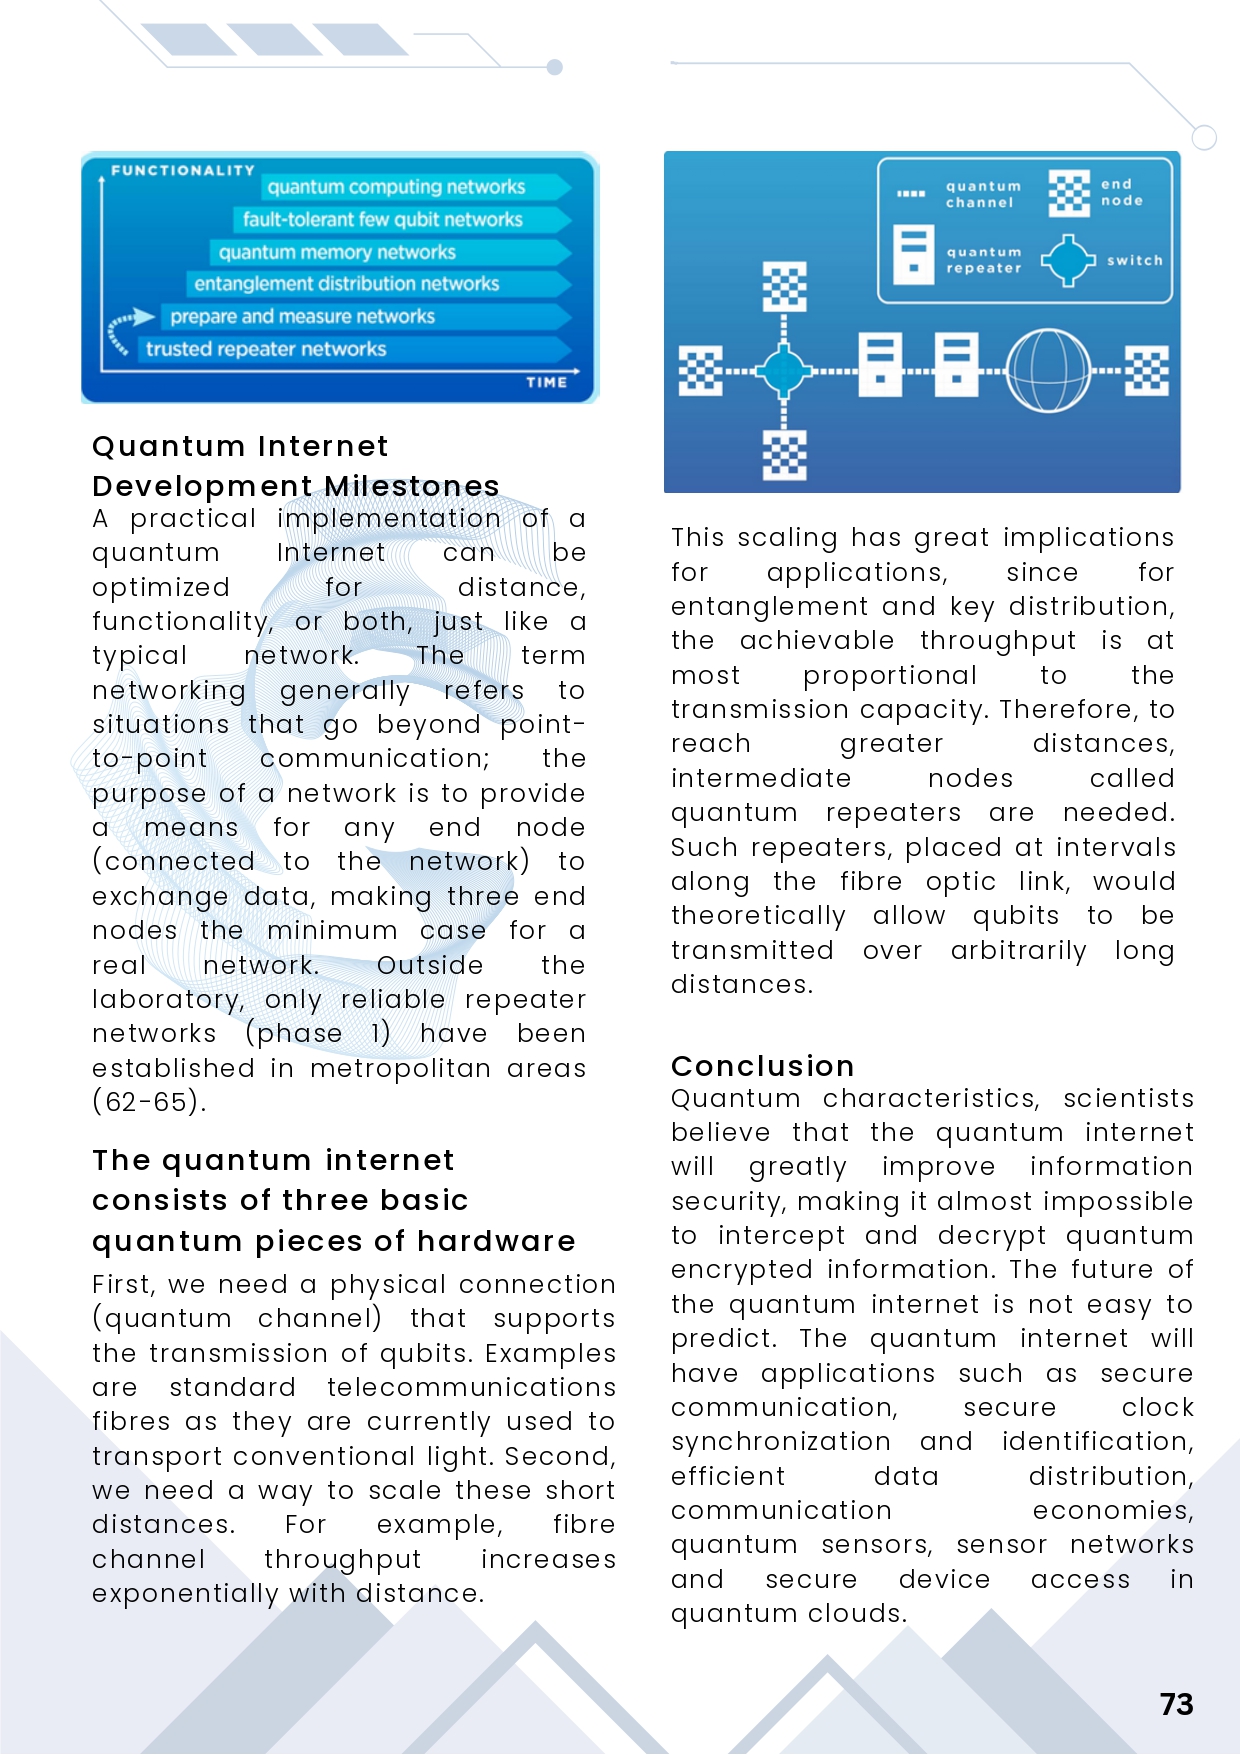 FUNCTIONALITY
quantum computing networks
fault-tolerant few qubit networks
quantum memory networks
entanglement distribution networks
prepare and measure networks
trusted repeater networks
TIME
Quantum Internet
Development Milestones
A practical implementation of a
quantum Internet can be
optimized for distance,
functionality, or both, just like a
typical network. The term
networking generally refers to
situations that go beyond point-
to-point communication; the
purpose of a network is to provide
a means for any end node
(connected to the network) to
exchange data, making three end
nodes the minimum case for a
real network. Outside the
laboratory, only reliable repeater
networks (phase 1) have been
established in metropolitan areas
(62-65).
The quantum internet
consists of three basic
quantum pieces of hardware
First, we need a physical connection
(quantum channel) that supports
the transmission of qubits. Examples
are standard telecommunications
fibres as they are currently used to
transport conventional light. Second,
we need a way to scale these short
distances. For example, fibre
channel throughput increases
exponentially with distance.
quantum
channel
end
node
quantum
repeater
switch
This scaling has great implications
for applications, since for
entanglement and key distribution,
the achievable throughput is at
most proportional to the
transmission capacity. Therefore, to
reach greater distances,
intermediate nodes called
quantum repeaters are needed.
Such repeaters, placed at intervals
along the fibre optic link, would
theoretically allow qubits to be
transmitted over arbitrarily long
distances.
Conclusion
Quantum characteristics, scientists
believe that the quantum internet
will greatly improve information
security, making it almost impossible
to intercept and decrypt quantum
encrypted information. The future of
the quantum internet is not easy to
predict. The quantum internet will
have applications such as secure
communication, secure clock
synchronization and identification,
efficient data distribution,
communication economies,
quantum sensors, sensor networks
and secure device access in
quantum clouds.
73